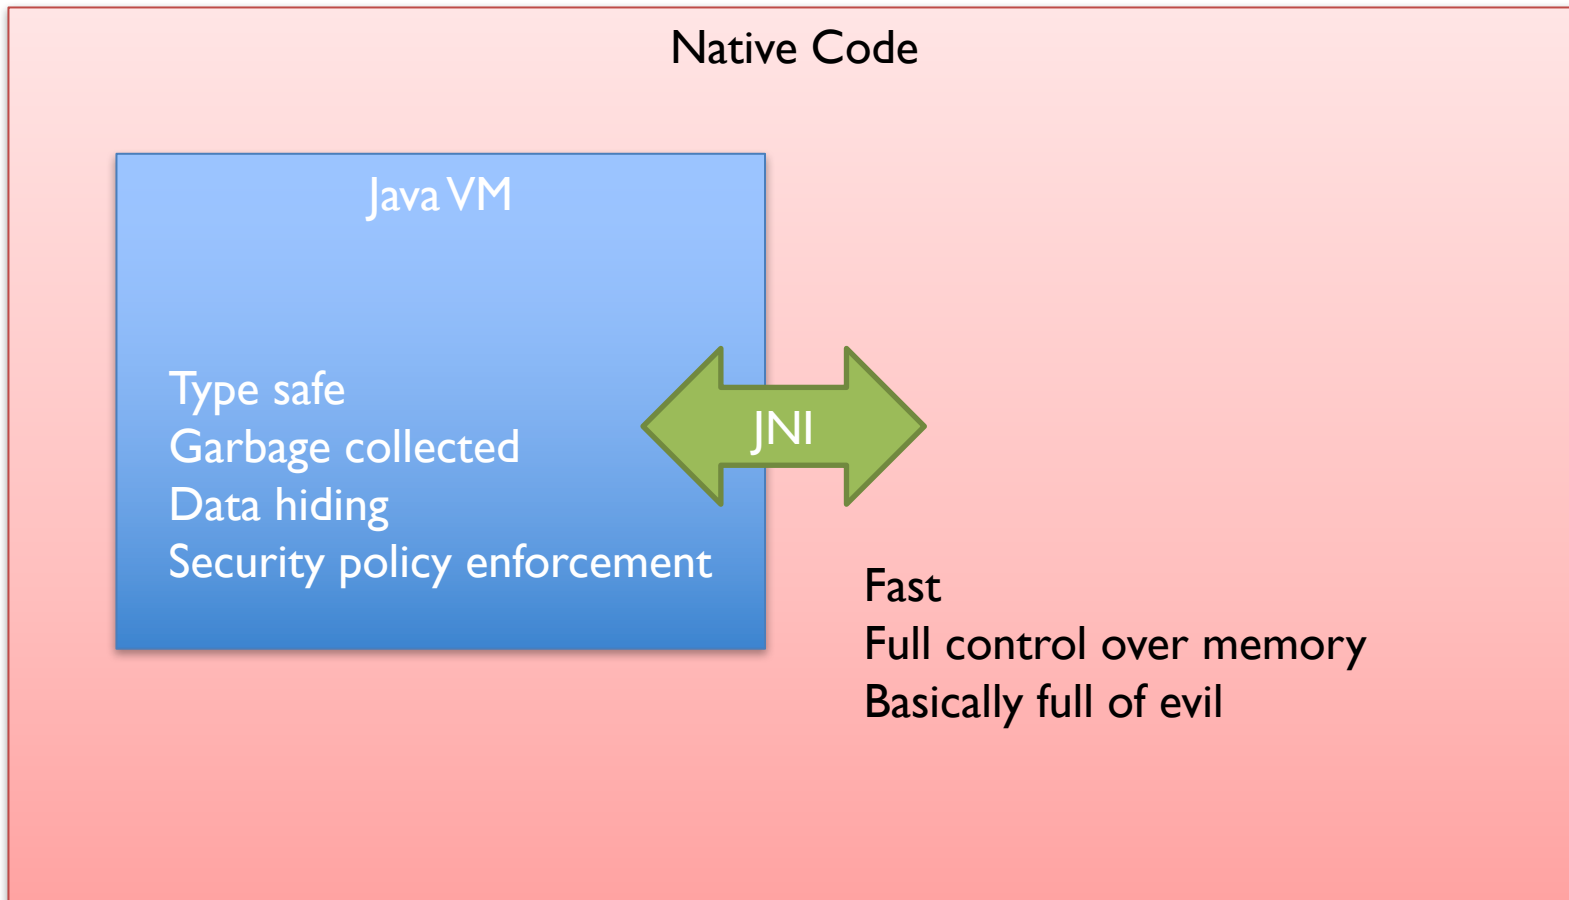 Native Code
Java VM
Type safe
Garbage collected
Data hiding
Security policy enforcement
JNI
Fast
Full control over memory
Basically full of evil